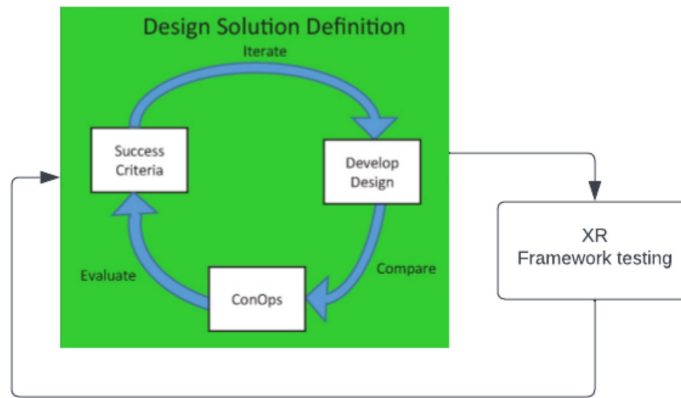 Design Solution Definition
Iterate
Success
Criteria
Develop
Design
XR
Framework testing
Evaluate
Compare
ConOps